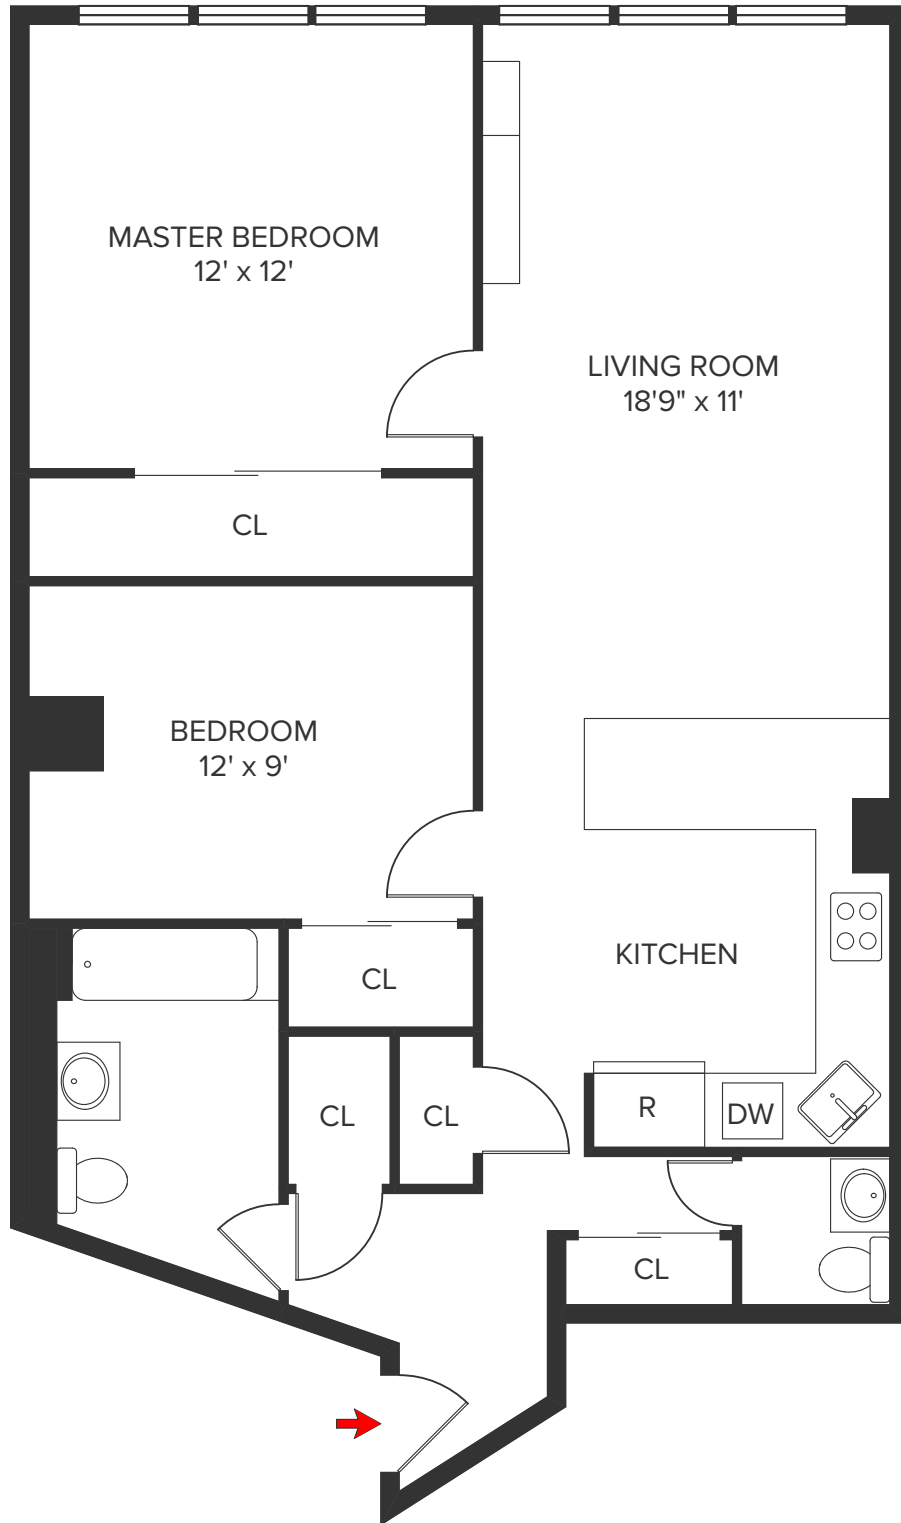 MASTER BEDROOM
12' x 12'
LIVING ROOM
18'9" x 11'
CL
BEDROOM
12' x 9'
KITCHEN
CL
CL
CL
R
DW
CL